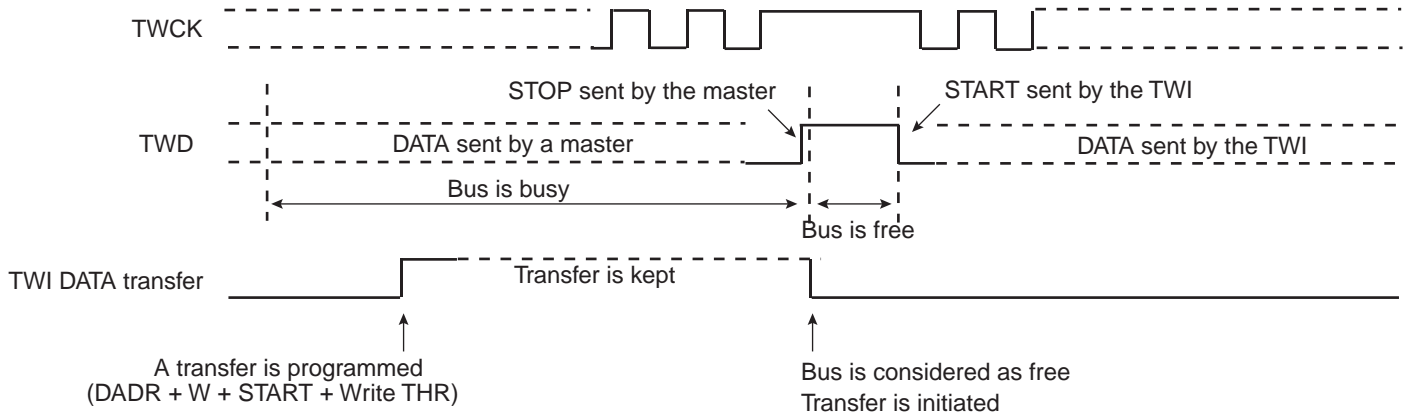 TWCK
STOP sent by the master
START sent by the TWI
TWD
DATA sent by a master
DATA sent by the TWI
Bus is busy
Bus is free
TWI DATA transfer
Transfer is kept
A transfer is programmed
(DADR + W + START + Write THR)
Bus is considered as free
Transfer is initiated